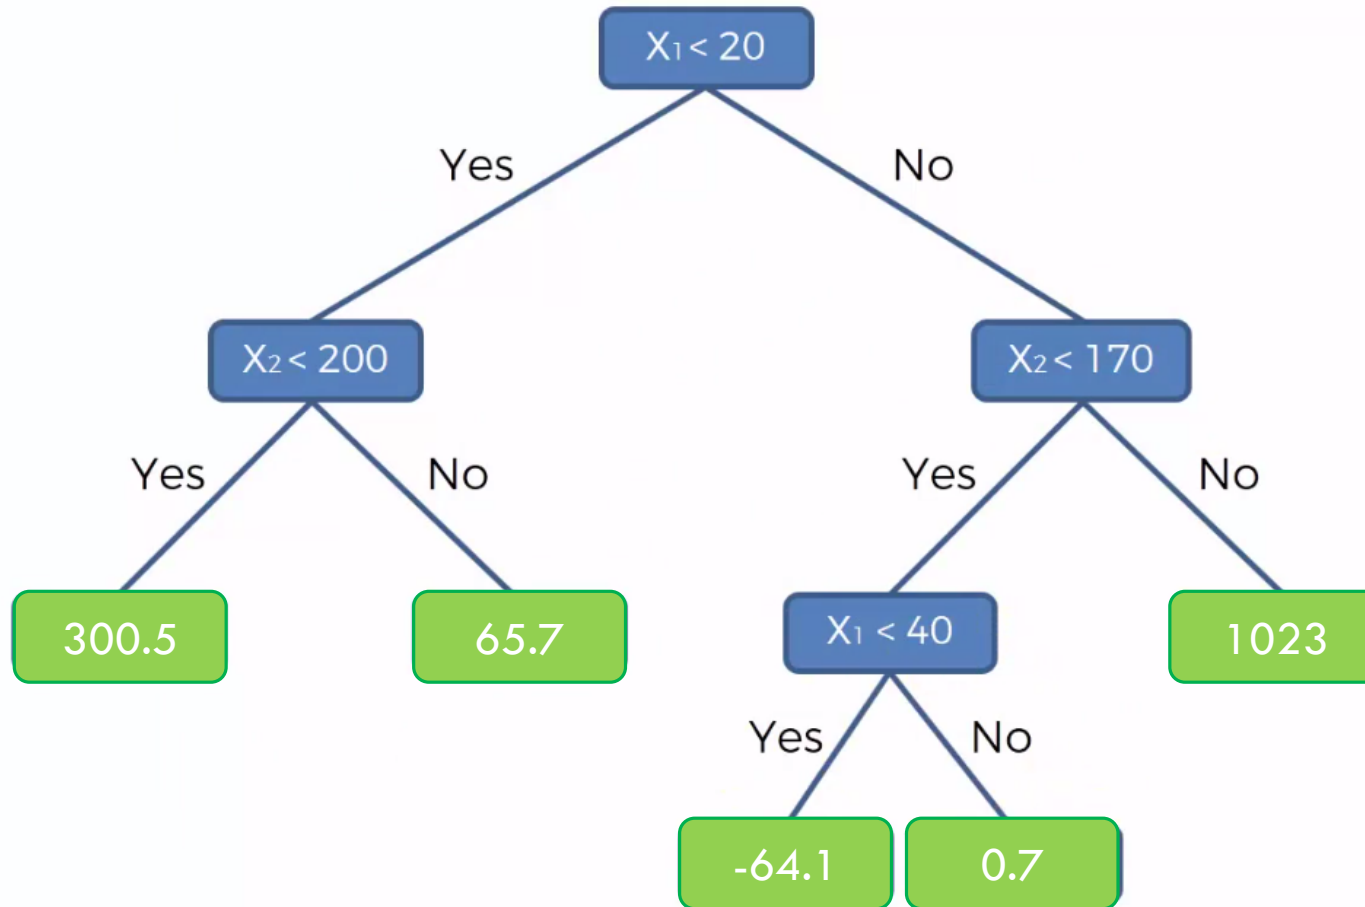 X₁ < 20
Yes
No
X₂ < 200
X₂ < 170
Yes
No
Yes
No
300.5
65.7
X₁ < 40
1023
Yes
No
-64.1
0.7